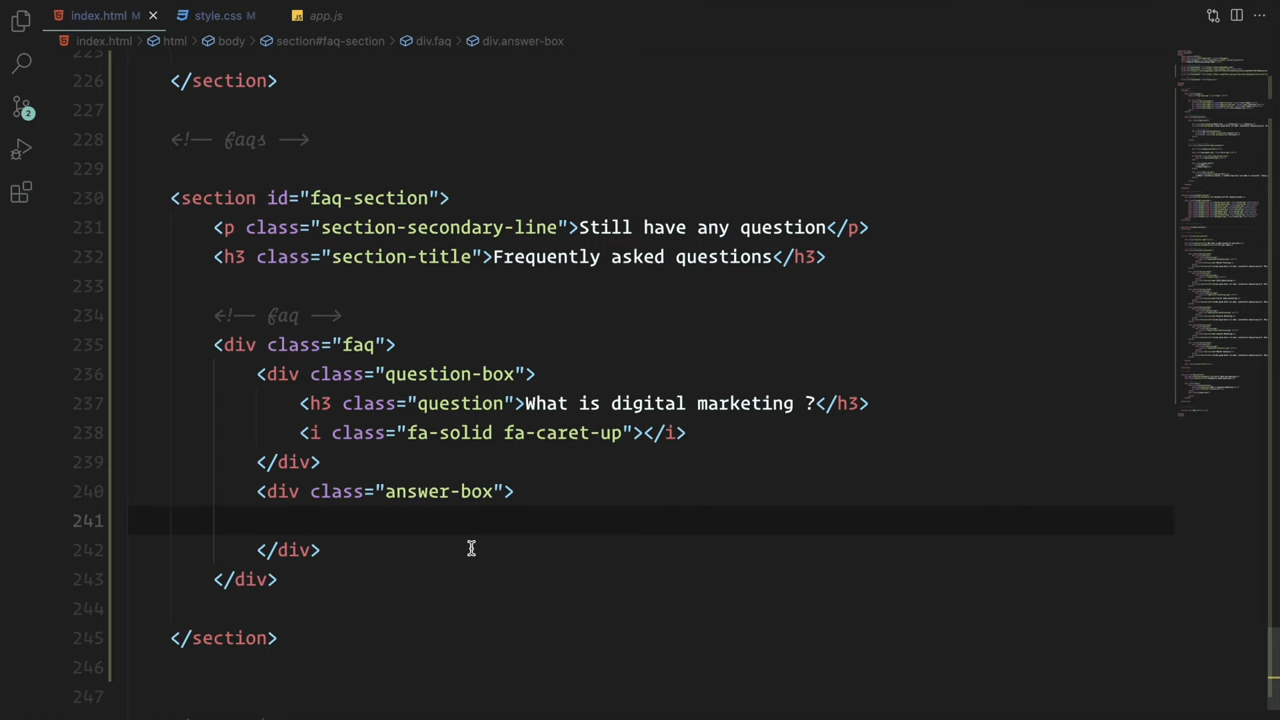 index.html M × style.css M JS app.js
index.html > html > body > section#faq-section > div.faq > div.answer-box
225
226 </section>
227
228 <!-- faqs -->
229
230 <section id="faq-section">
231 <p class="section-secondary-line">Still have any question</p>
232 <h3 class="section-title">Frequently asked questions</h3>
233
234 <!-- faq -->
235 <div class="faq">
236 <div class="question-box">
237 <h3 class="question">What is digital marketing ?</h3>
238 <i class="fa-solid fa-caret-up"></i>
239 </div>
240 <div class="answer-box">
241
242 </div>
243 </div>
244
245 </section>
246
247
2